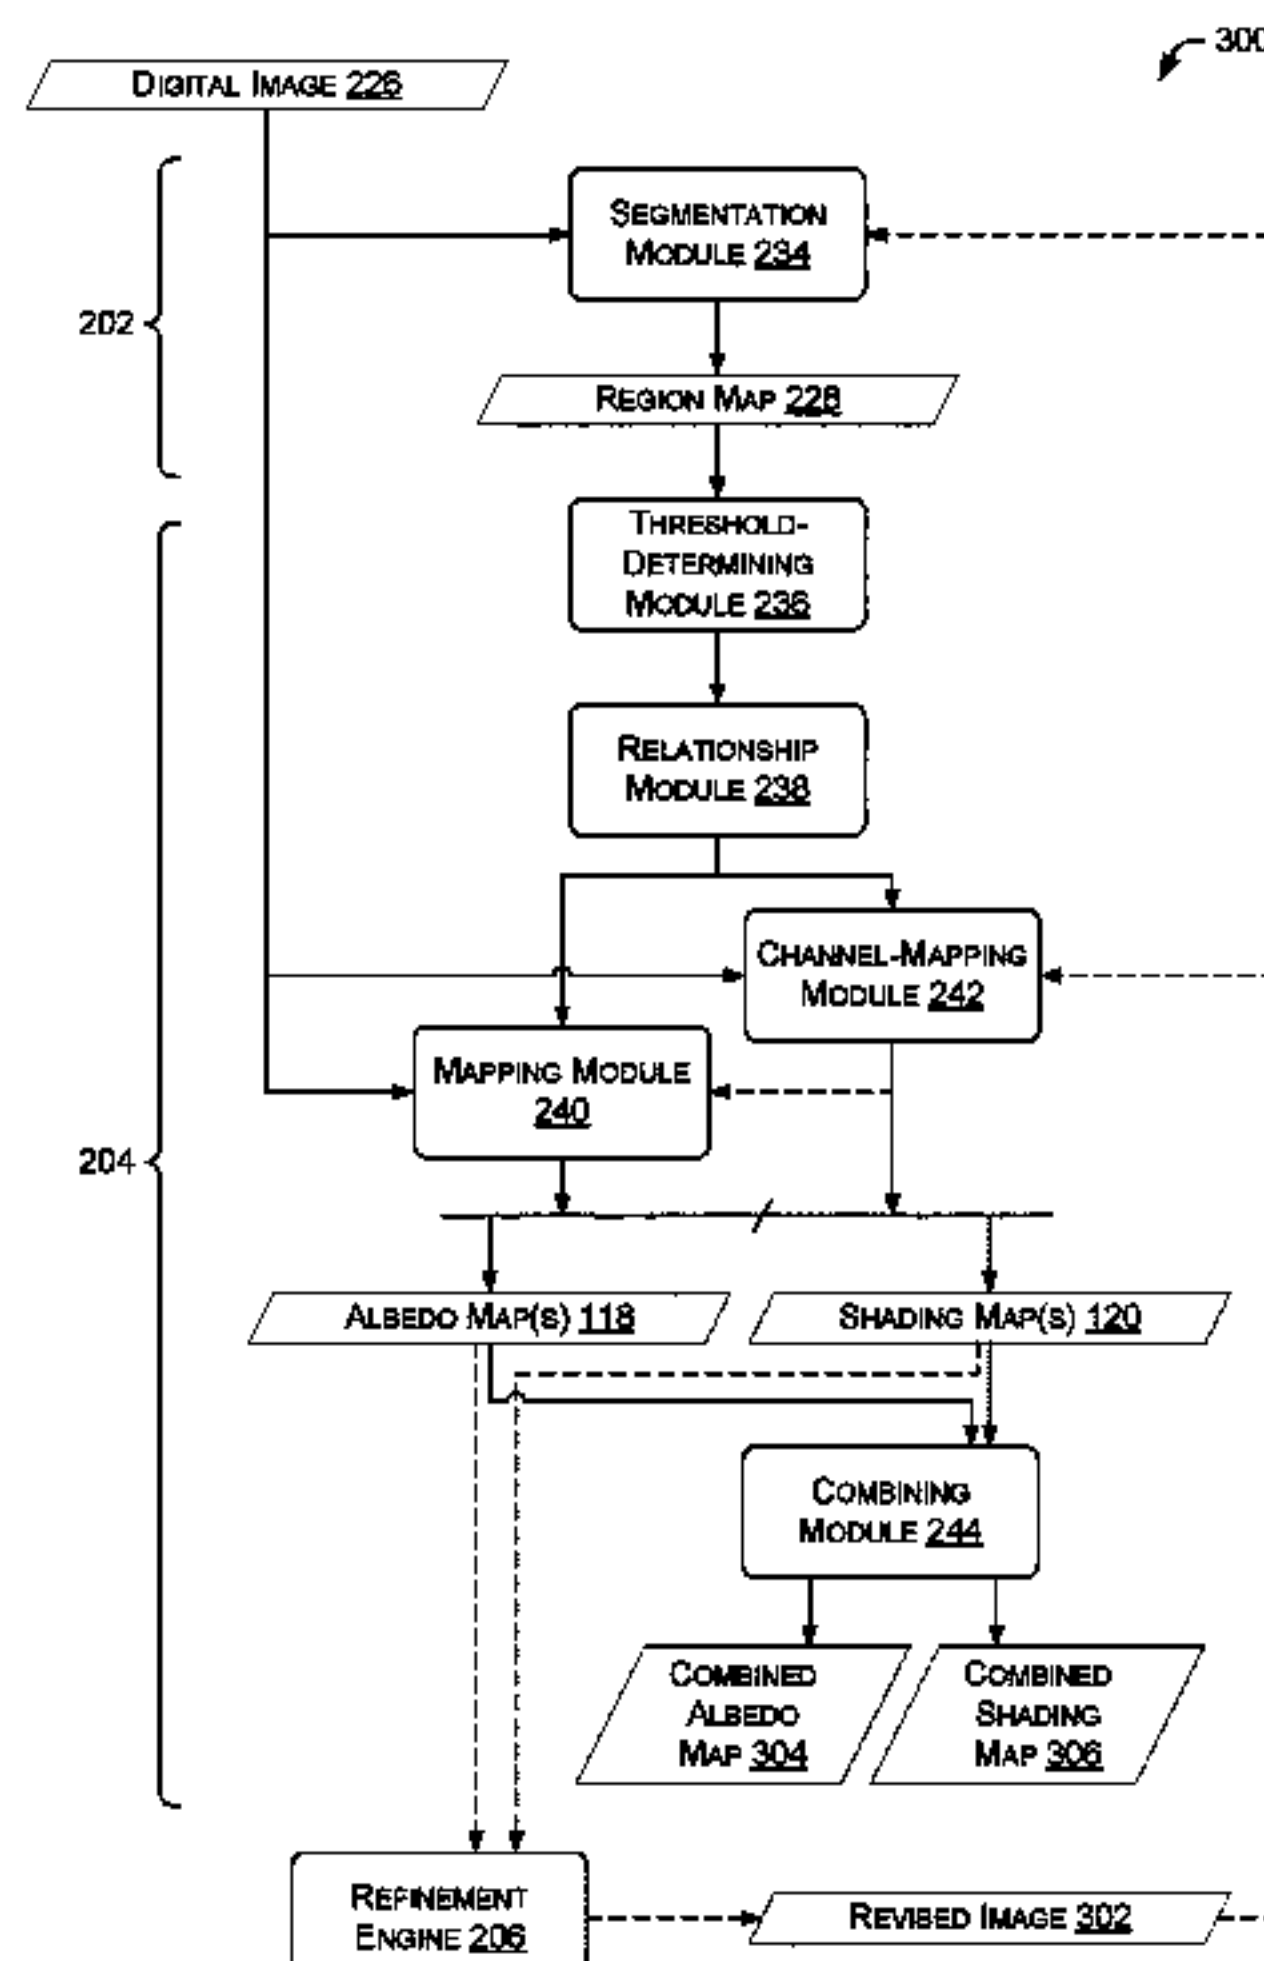 300
DIGITAL IMAGE 226
SEGMENTATION
MODULE 234
202
REGION MAP 228
THRESHOLD-
DETERMINING
MODULE 236
RELATIONSHIP
MODULE 238
CHANNEL-MAPPING
MODULE 242
MAPPING MODULE
240
204
ALBEDO MAP(S) 118
SHADING MAP(S) 120
COMBINING
MODULE 244
COMBINED
ALBEDO
MAP 304
COMBINED
SHADING
MAP 306
REFINEMENT
ENGINE 206
REVISED IMAGE 302